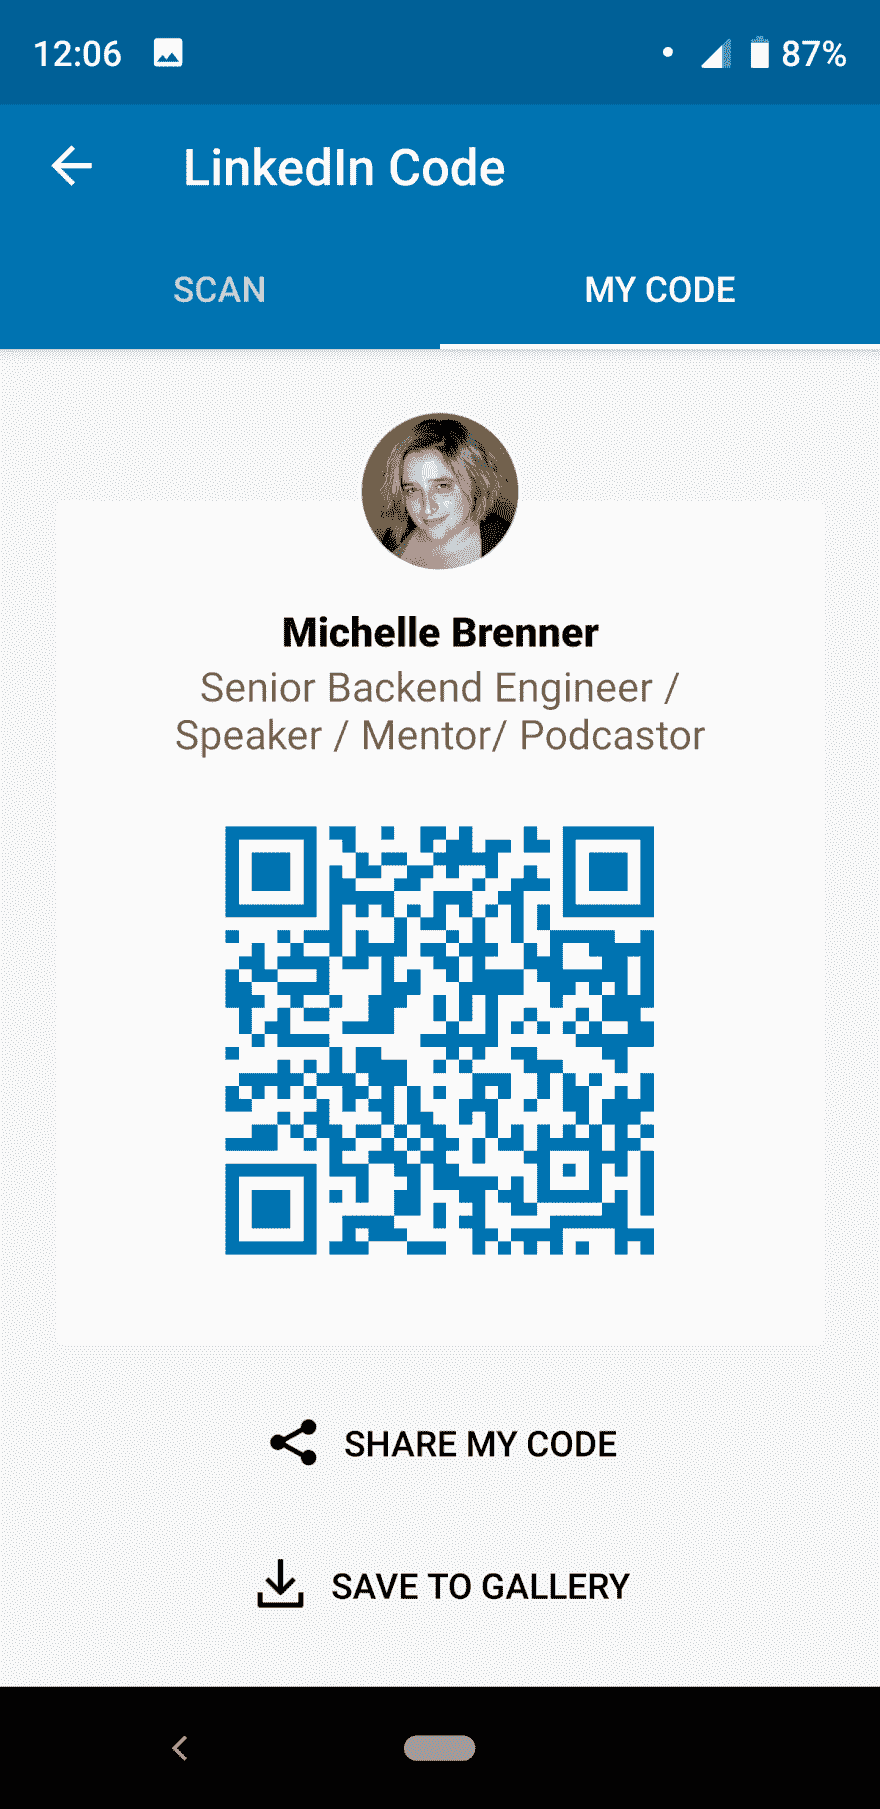 12:06 87%
LinkedIn Code
SCAN MY CODE
Michelle Brenner
Senior Backend Engineer /
Speaker / Mentor/ Podcastor
SHARE MY CODE
SAVE TO GALLERY